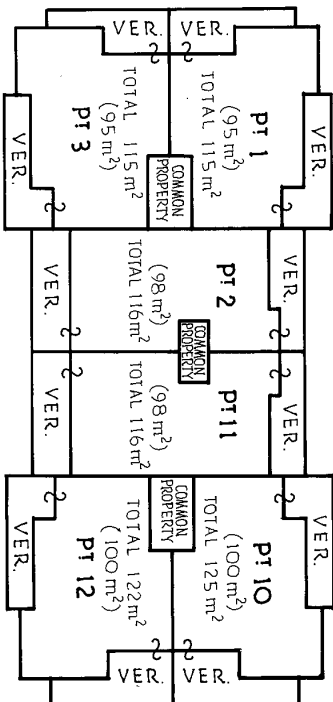 VER.
VER.
VER.
pt 1
(95 m²)
TOTAL 115 m²
COMMON
PROPERTY
TOTAL 115 m²
(95 m²)
pt 3
VER.
VER.
pt 2
(98 m²)
TOTAL 116 m²
VER.
COMMON
PROPERTY
VER.
pt 11
(98 m²)
TOTAL 116 m²
VER.
VER.
pt 10
(100 m²)
TOTAL 125 m²
COMMON
PROPERTY
TOTAL 122 m²
(100 m²)
pt 12
VER.
VER.
VER.